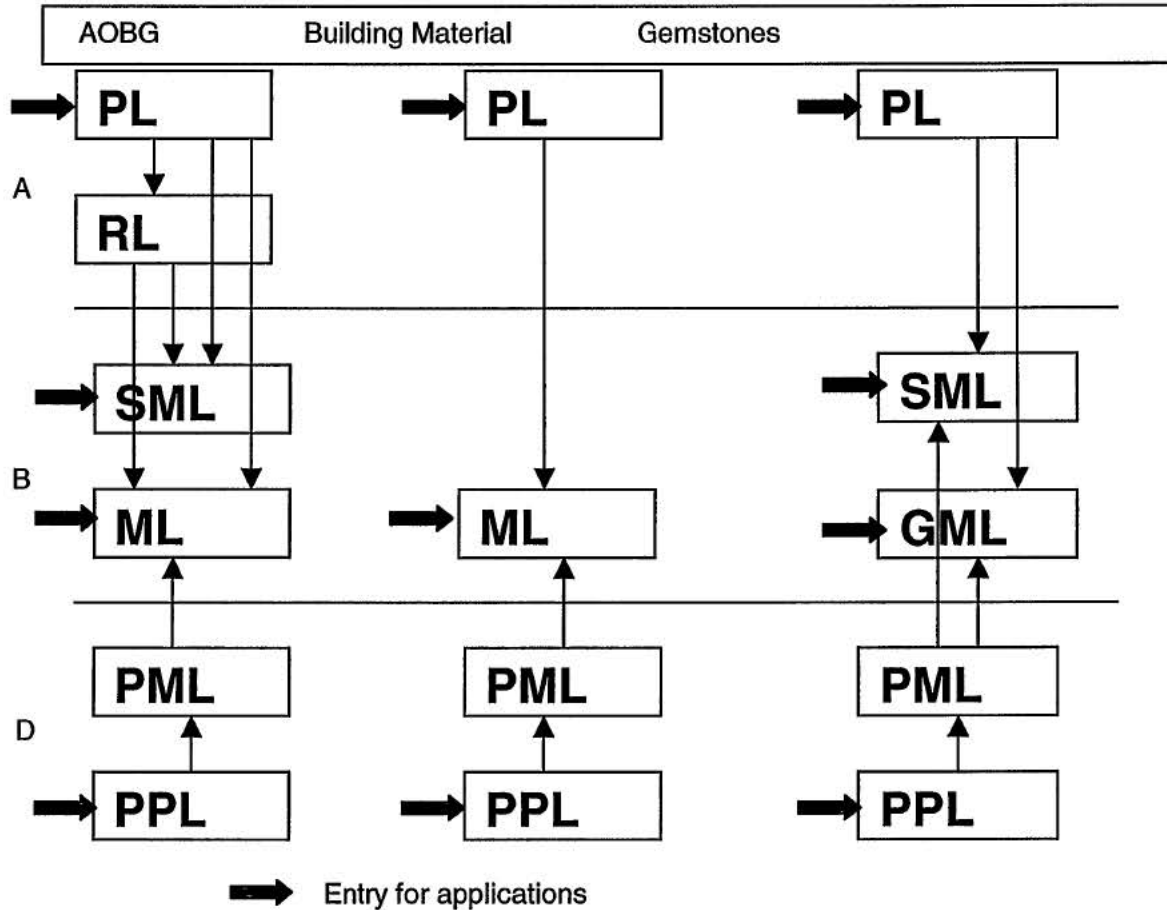 AOBG Building Material Gemstones
PL PL PL
A
RL
SML SML
B
ML ML GML
PML PML PML
D
PPL PPL PPL
Entry for applications